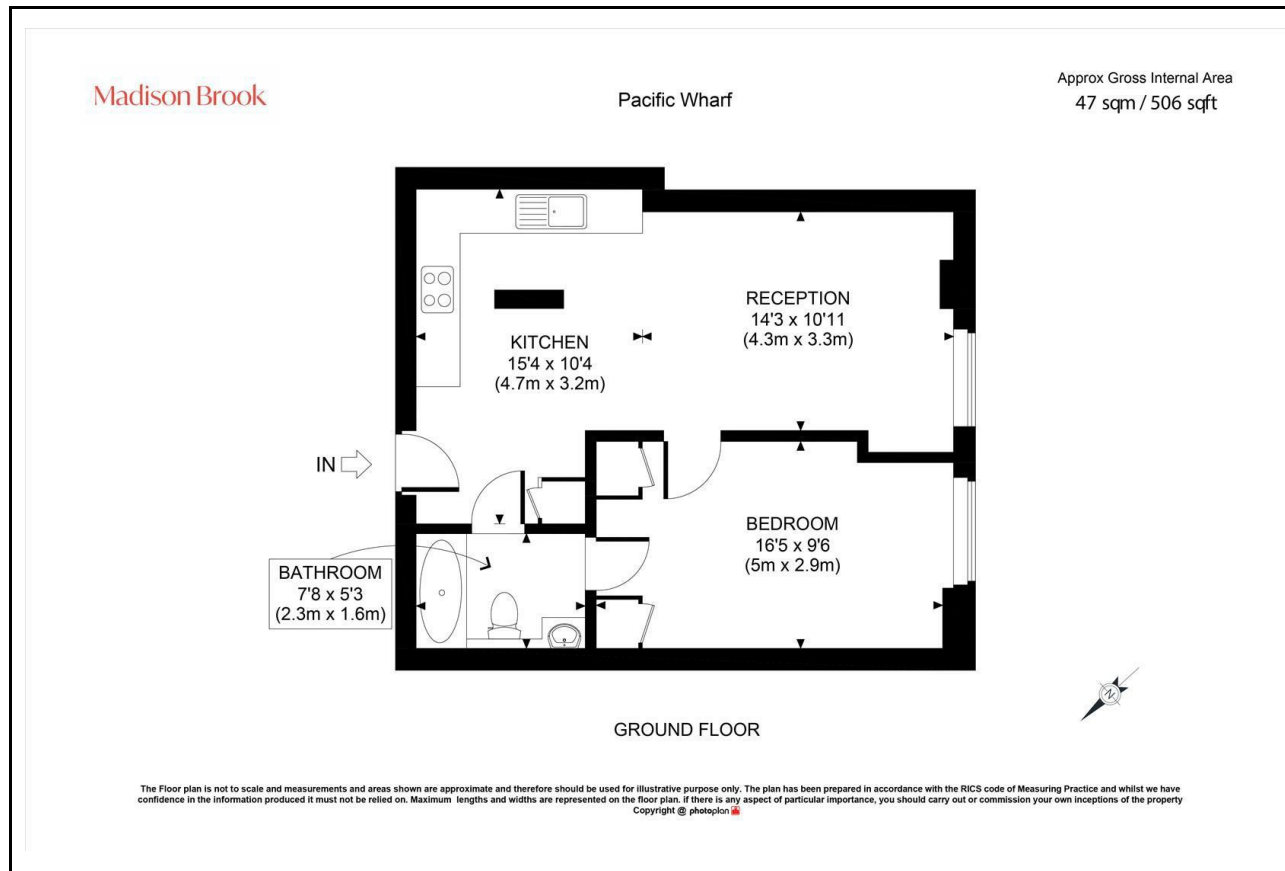 Madison Brook
Pacific Wharf
Approx Gross Internal Area
47 sqm / 506 sqft
RECEPTION
14'3 x 10'11
(4.3m x 3.3m)
KITCHEN
15'4 x 10'4
(4.7m x 3.2m)
IN
BEDROOM
16'5 x 9'6
(5m x 2.9m)
BATHROOM
7'8 x 5'3
(2.3m x 1.6m)
N
GROUND FLOOR
The Floor plan is not to scale and measurements and areas shown are approximate and therefore should be used for illustrative purpose only. The plan has been prepared in accordance with the RICS code of Measuring Practice and whilst we have
confidence in the information produced it must not be relied on. Maximum lengths and widths are represented on the floor plan. if there is any aspect of particular importance, you should carry out or commission your own inceptions of the property
Copyright @ photoplan